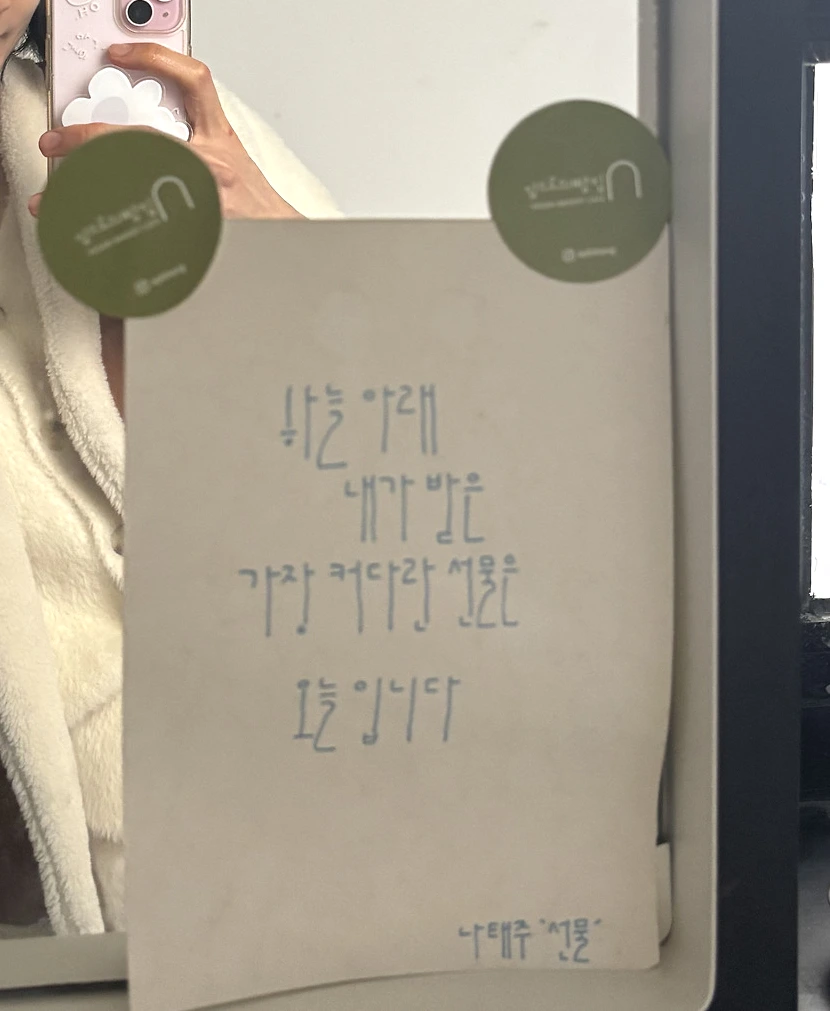 하늘 아래
내가 받은
가장 커다란 선물은
오늘 입니다
나태주 "선물"